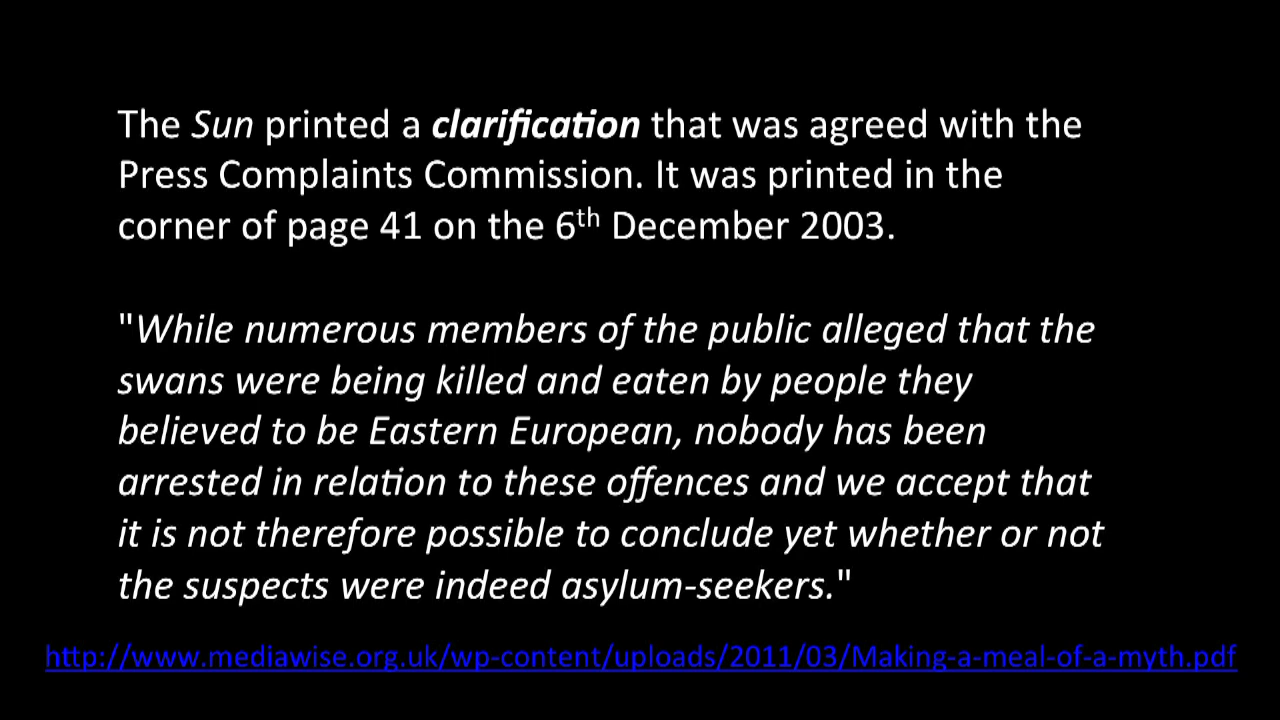 The Sun printed a clarification that was agreed with the
Press Complaints Commission. It was printed in the
corner of page 41 on the 6th December 2003.
"While numerous members of the public alleged that the
swans were being killed and eaten by people they
believed to be Eastern European, nobody has been
arrested in relation to these offences and we accept that
it is not therefore possible to conclude yet whether or not
the suspects were indeed asylum-seekers."
http://www.mediawise.org.uk/wp-content/uploads/2011/03/Making-a-meal-of-a-myth.pdf